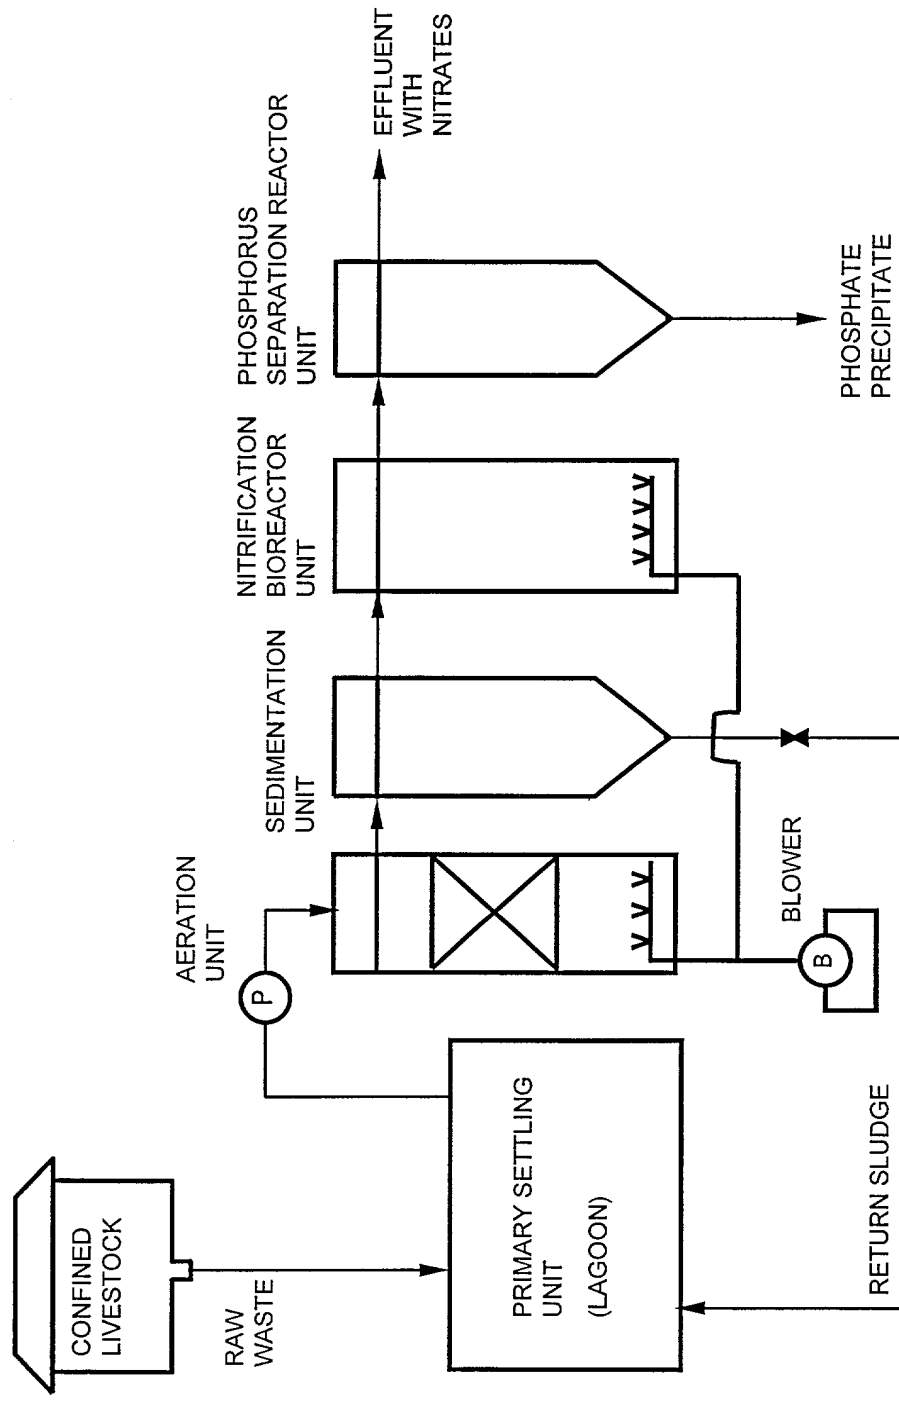 CONFINED
LIVESTOCK
RAW
WASTE
PRIMARY SETTLING
UNIT
(LAGOON)
RETURN SLUDGE
P
AERATION
UNIT
B
BLOWER
SEDIMENTATION
UNIT
NITRIFICATION
BIOREACTOR
UNIT
PHOSPHORUS
SEPARATION REACTOR
UNIT
PHOSPHATE
PRECIPITATE
EFFLUENT
WITH
NITRATES